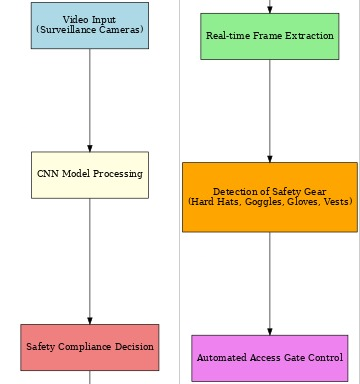 Video Input
(Surveillance Cameras)
CNN Model Processing
Safety Compliance Decision
Real-time Frame Extraction
Detection of Safety Gear
(Hard Hats, Goggles, Gloves, Vests)
Automated Access Gate Control